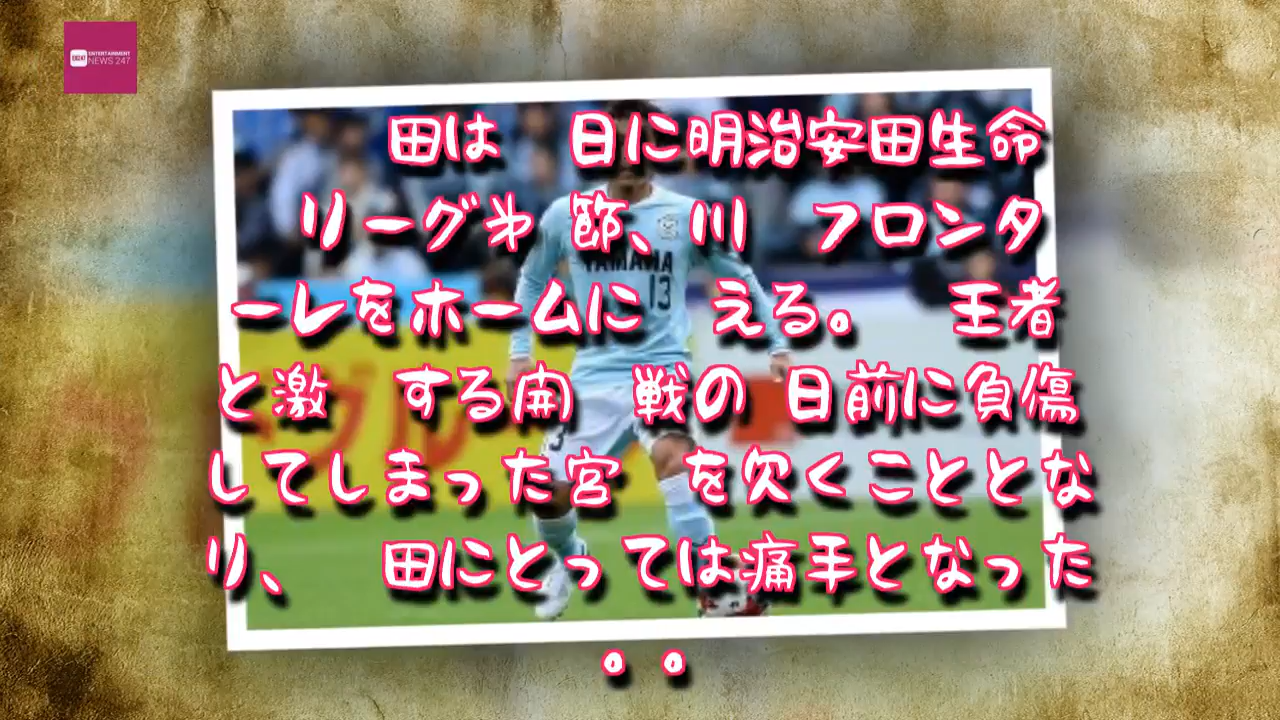 ENTERTAINMENT
NEWS 247
田は 日に明治安田生命
リーグ第 節、川 フロンタ
ーレをホームに える。 王者
と激 する開 戦の 日前に負傷
してしまった宮 を欠くこととな
り、 田にとっては痛手となった
。。
YAMAHA
13